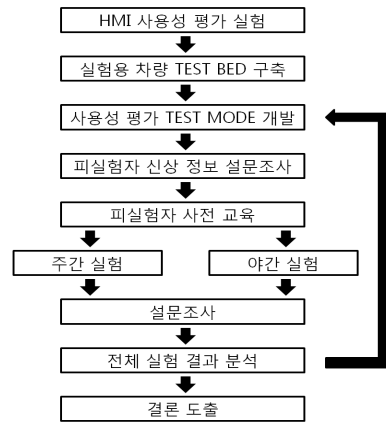 HMI 사용성 평가 실험
실험용 차량 TEST BED 구축
사용성 평가 TEST MODE 개발
피실험자 신상 정보 설문조사
피실험자 사전 교육
주간 실험
야간 실험
설문조사
전체 실험 결과 분석
결론 도출